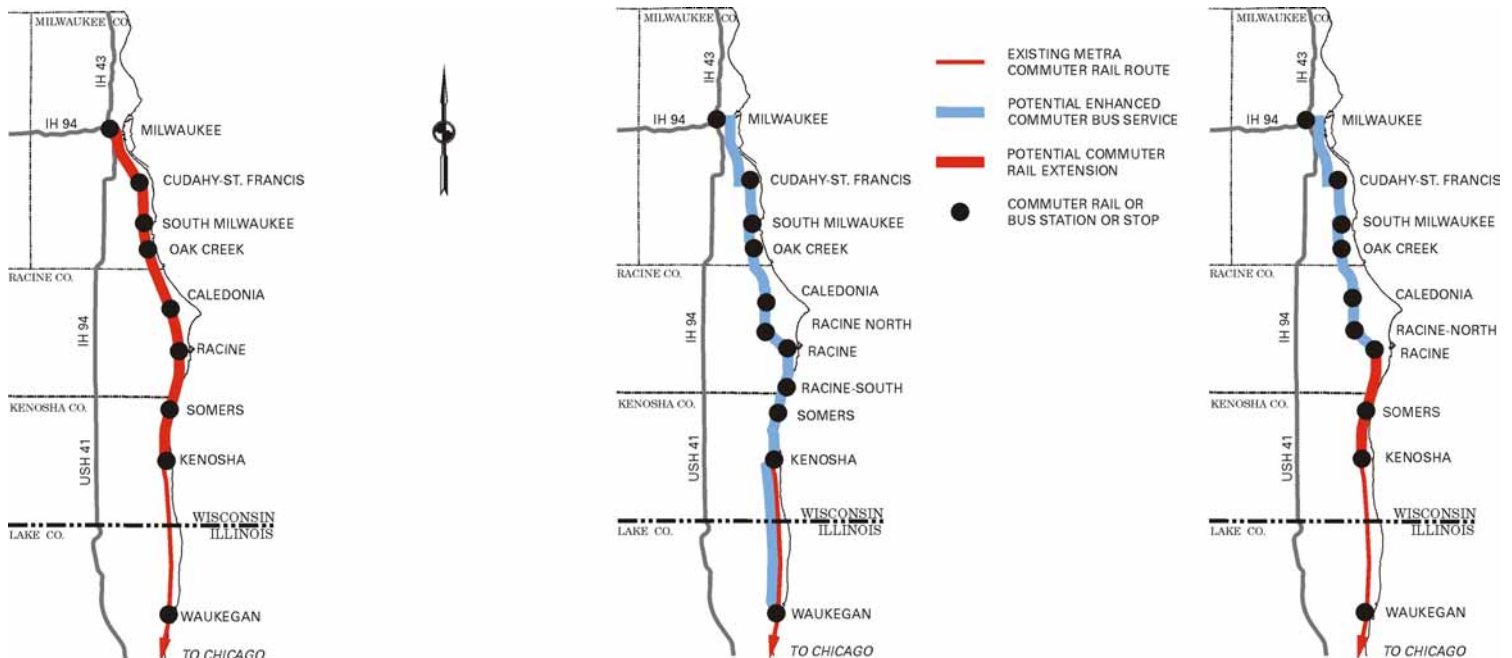 MILWAUKEE CO.
IH 43
IH 94
MILWAUKEE
CUDAHY-ST. FRANCIS
SOUTH MILWAUKEE
OAK CREEK
RACINE CO.
CALEDONIA
IH 94
RACINE
KENOSHA CO.
SOMERS
USH 41
KENOSHA
WISCONSIN
LAKE CO.
ILLINOIS
WAUKEGAN
TO CHICAGO
MILWAUKEE CO.
IH 43
IH 94
MILWAUKEE
CUDAHY-ST. FRANCIS
SOUTH MILWAUKEE
OAK CREEK
RACINE CO.
CALEDONIA
RACINE NORTH
IH 94
RACINE
RACINE-SOUTH
KENOSHA CO.
SOMERS
USH 41
KENOSHA
WISCONSIN
LAKE CO.
ILLINOIS
WAUKEGAN
TO CHICAGO
EXISTING METRA
COMMUTER RAIL ROUTE
POTENTIAL ENHANCED
COMMUTER BUS SERVICE
POTENTIAL COMMUTER
RAIL EXTENSION
COMMUTER RAIL OR
BUS STATION OR STOP
MILWAUKEE CO.
IH 43
IH 94
MILWAUKEE
CUDAHY-ST. FRANCIS
SOUTH MILWAUKEE
OAK CREEK
RACINE CO.
CALEDONIA
RACINE-NORTH
IH 94
RACINE
KENOSHA CO.
SOMERS
USH 41
KENOSHA
WISCONSIN
LAKE CO.
ILLINOIS
WAUKEGAN
TO CHICAGO